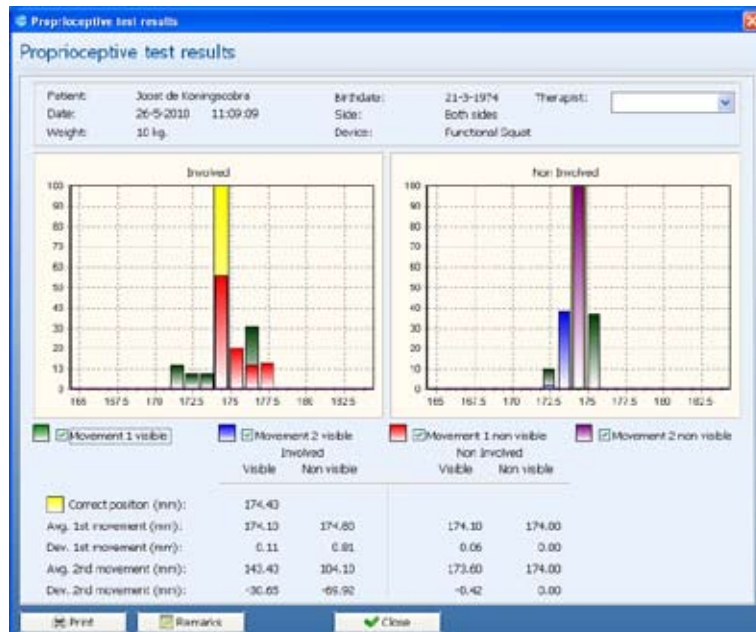 Proprioceptive test results
Proprioceptive test results
Patient: Joost de Koningscobra Birthdate: 21-3-1974 Therapist:
Date: 26-5-2010 11:09:09 Side: Both sides
Weight: 10 kg. Device: Functional Squat
Involved Non Involved
100 100
90 90
80 80
70 70
60 60
50 50
40 40
30 30
20 20
10 10
0 0
165 167.5 170 172.5 175 177.5 180 182.5 165 167.5 170 172.5 175 177.5 180 182.5
Movement 1 visible Movement 2 visible Movement 1 non visible Movement 2 non visible
Involved Non Involved
Visible Non visible Visible Non visible
Correct position (mm): 174.40
Avg. 1st movement (mm): 174.10 174.80 174.10 174.00
Dev. 1st movement (mm): 0.11 0.81 0.06 0.00
Avg. 2nd movement (mm): 143.40 104.10 173.60 174.00
Dev. 2nd movement (mm): -30.65 -69.92 -0.42 0.00
Print Remarks Close